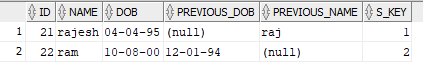 ID NAME DOB PREVIOUS_DOB PREVIOUS_NAME S_KEY
1 21 rajesh 04-04-95 (null) raj 1
2 22 ram 10-08-00 12-01-94 (null) 2